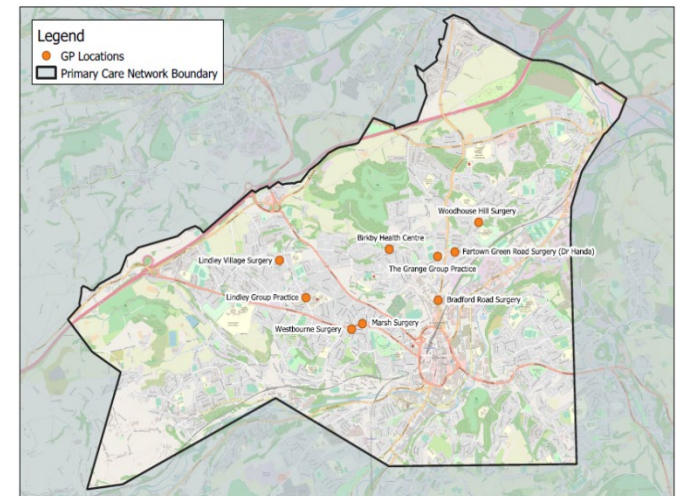 Legend
GP Locations
Primary Care Network Boundary
Woodhouse Hill Surgery
Birkby Health Centre
Fartown Green Road Surgery (Dr Handa)
Lindley Village Surgery
The Grange Group Practice
Lindley Group Practice
Bradford Road Surgery
Marsh Surgery
Westbourne Surgery